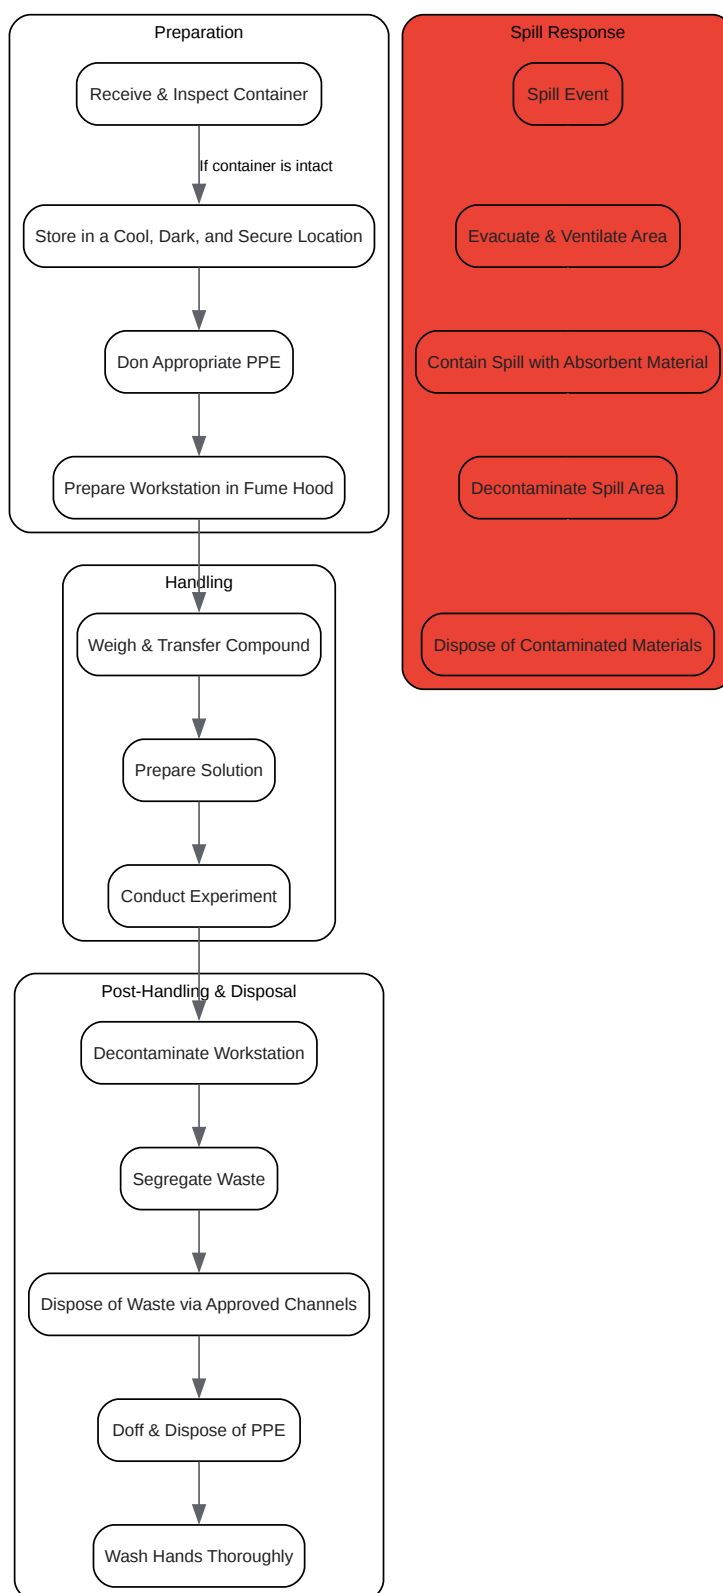 Preparation
Receive & Inspect Container
If container is intact
Store in a Cool, Dark, and Secure Location
Don Appropriate PPE
Prepare Workstation in Fume Hood
Handling
Weigh & Transfer Compound
Prepare Solution
Conduct Experiment
Post-Handling & Disposal
Decontaminate Workstation
Segregate Waste
Dispose of Waste via Approved Channels
Doff & Dispose of PPE
Wash Hands Thoroughly
Spill Response
Spill Event
Evacuate & Ventilate Area
Contain Spill with Absorbent Material
Decontaminate Spill Area
Dispose of Contaminated Materials